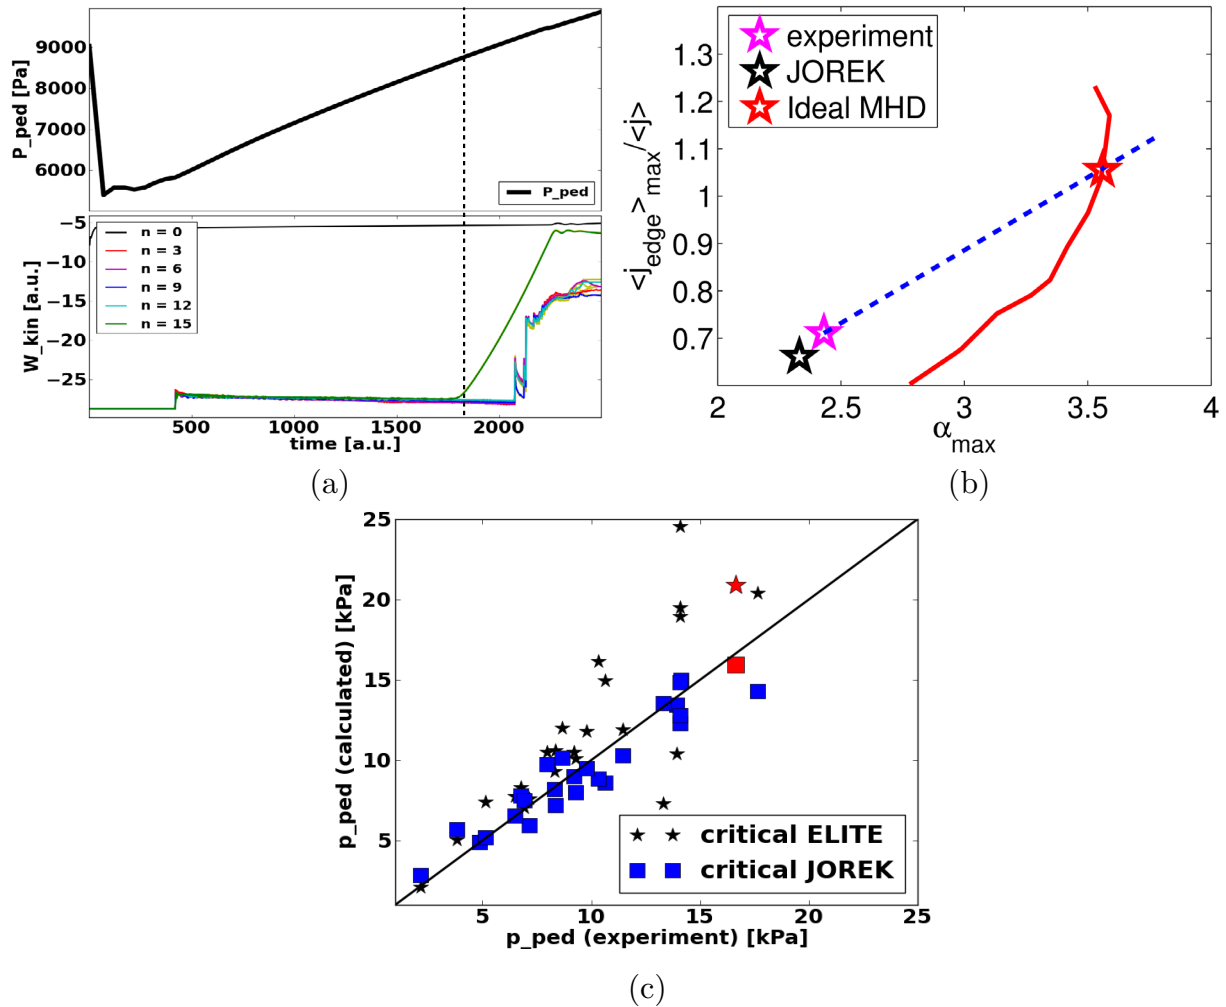 9000
8000
7000
6000
P_ped [Pa]
P_ped
−5
−10
−15
−20
−25
W_kin [a.u.]
n = 0
n = 3
n = 6
n = 9
n = 12
n = 15
500
1000
1500
2000
time [a.u.]
(a)
experiment
JOREK
Ideal MHD
1.3
1.2
1.1
1
0.9
0.8
0.7
<j_edge>_max/<j>
2
2.5
3
3.5
4
α_max
(b)
25
20
15
10
5
p_ped (calculated) [kPa]
critical ELITE
critical JOREK
5
10
15
20
25
p_ped (experiment) [kPa]
(c)